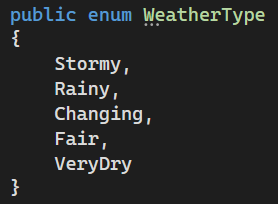 public enum WeatherType
{
    Stormy,
    Rainy,
    Changing,
    Fair,
    VeryDry
}